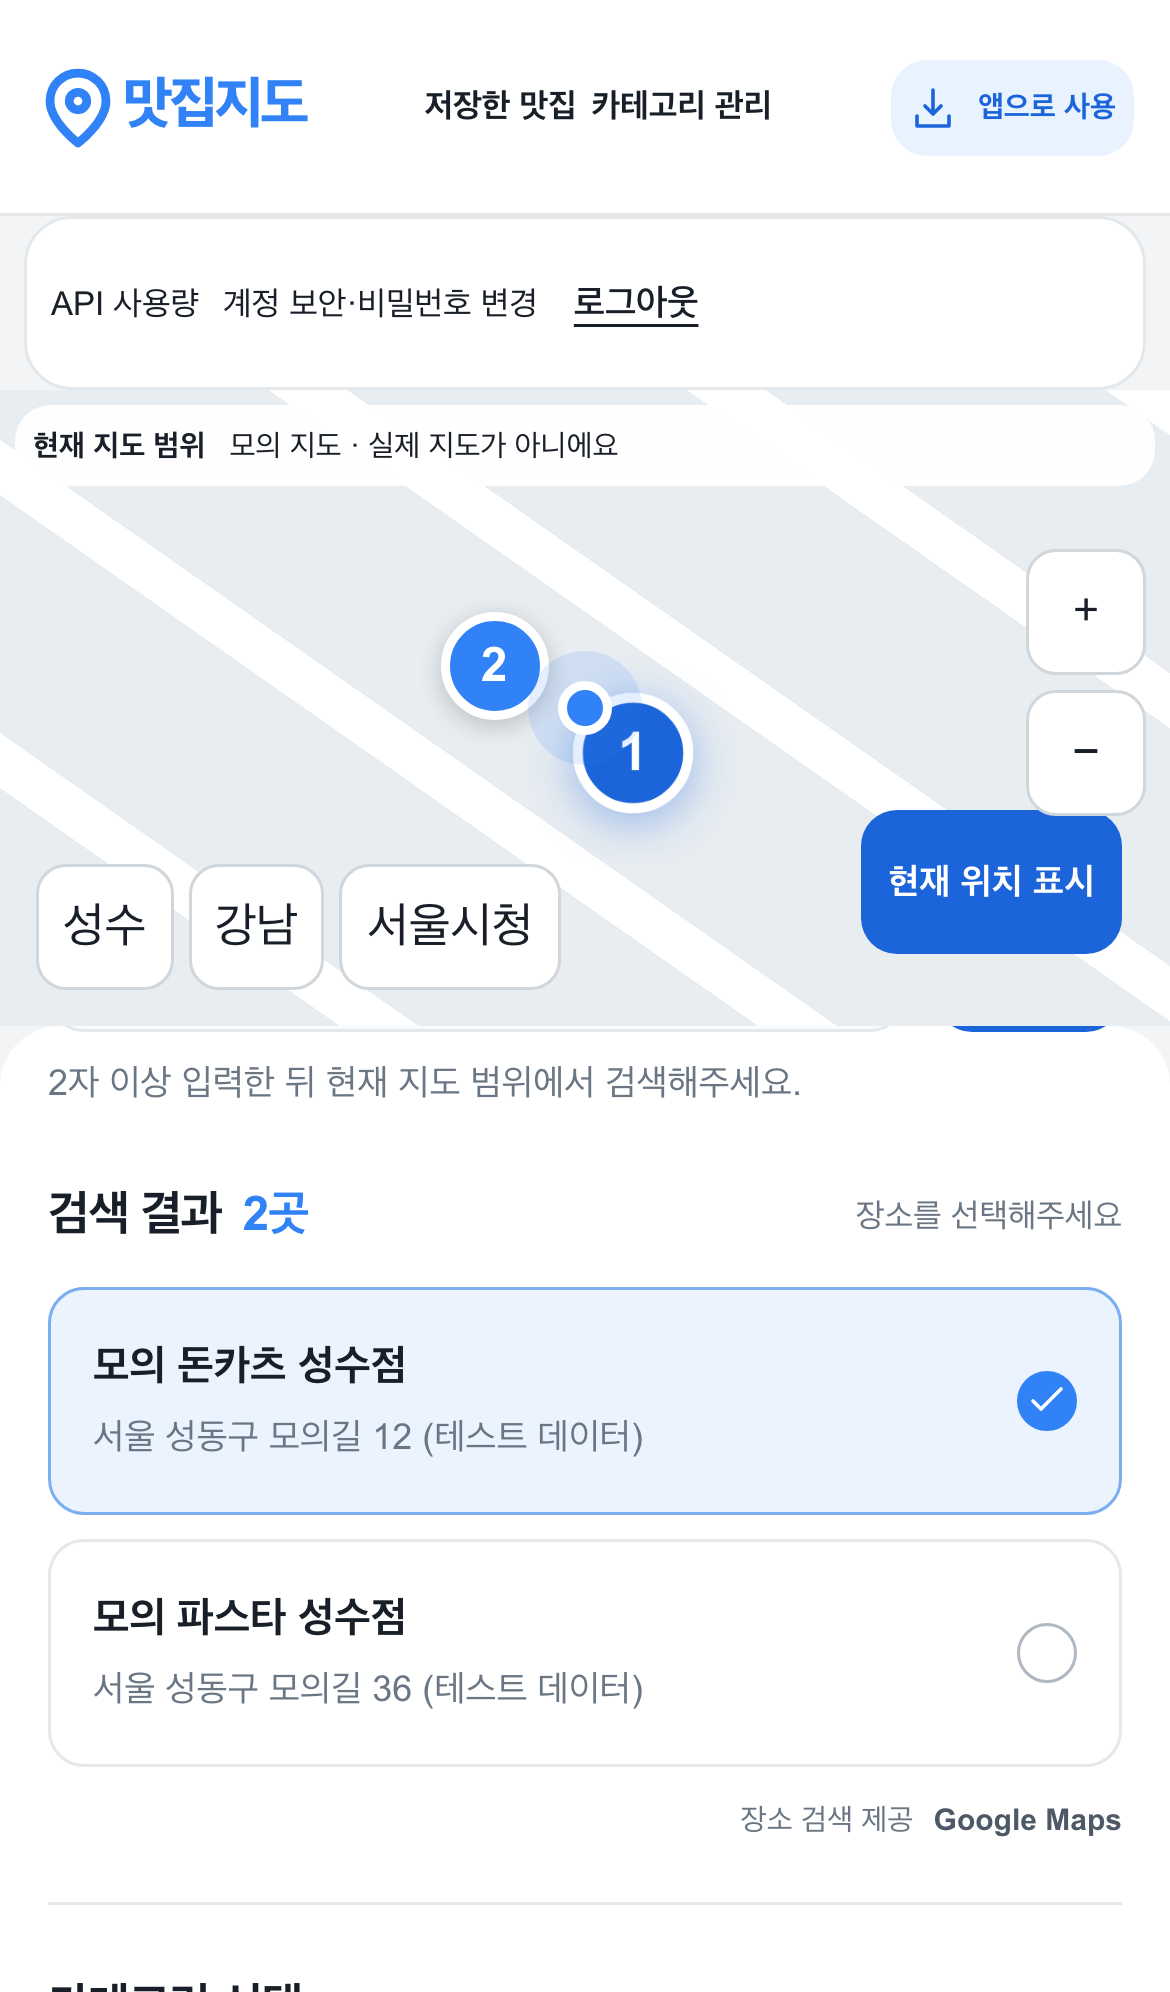 맛집지도
저장한 맛집 카테고리 관리
앱으로 사용
API 사용량 계정 보안·비밀번호 변경 로그아웃
현재 지도 범위 모의 지도 · 실제 지도가 아니에요
+
2
1
−
현재 위치 표시
성수 강남 서울시청
2자 이상 입력한 뒤 현재 지도 범위에서 검색해주세요.
검색 결과 2곳
장소를 선택해주세요
모의 돈카츠 성수점
서울 성동구 모의길 12 (테스트 데이터)
모의 파스타 성수점
서울 성동구 모의길 36 (테스트 데이터)
장소 검색 제공 Google Maps